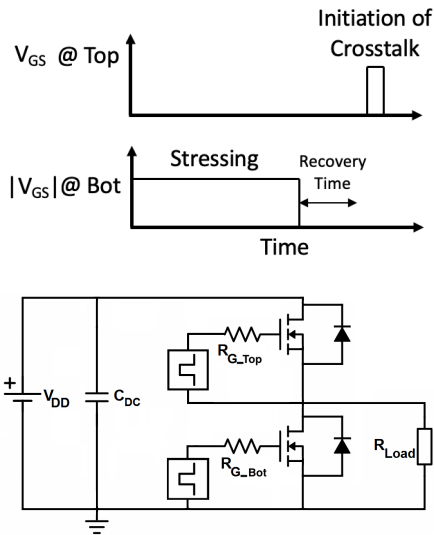 Initiation of
Crosstalk
VGS @ Top
Stressing
Recovery
Time
|VGS|@ Bot
Time
RG_Top
+
VDD
CDC
RLoad
RG_Bot